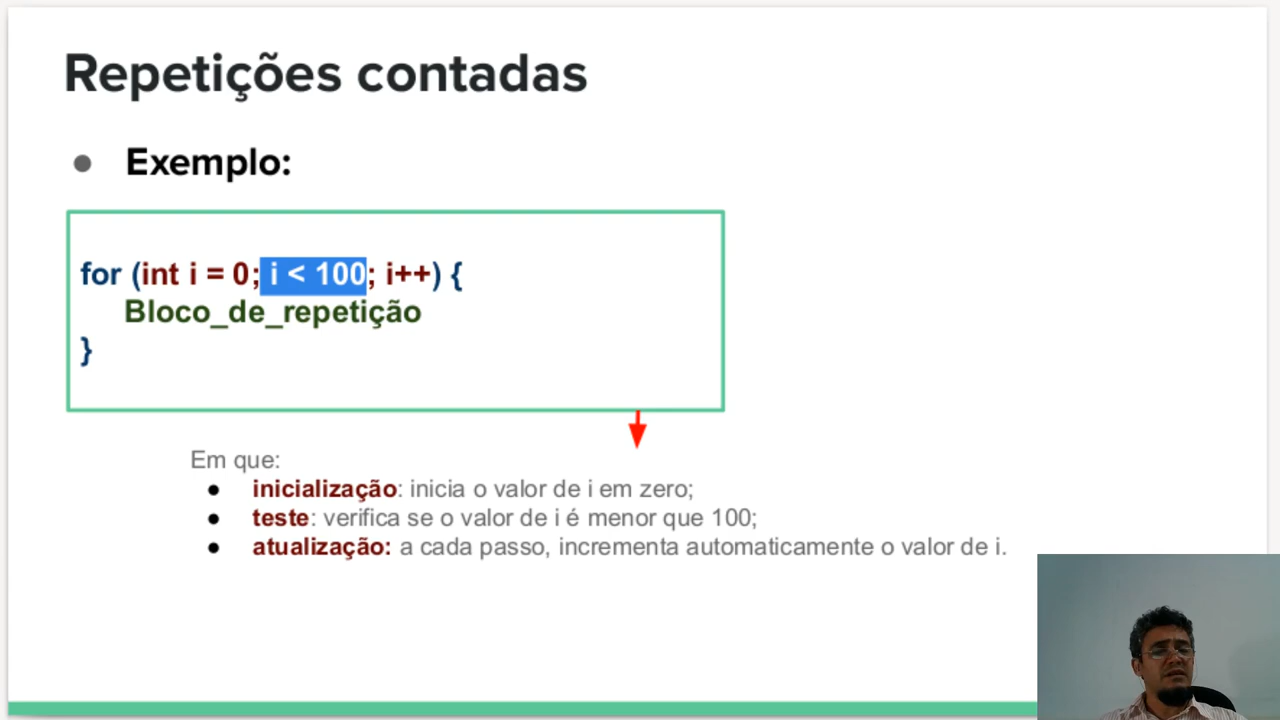 Repetições contadas
● Exemplo:
for (int i = 0; i < 100; i++) {
Bloco_de_repetição
}
Em que:
● inicialização: inicia o valor de i em zero;
● teste: verifica se o valor de i é menor que 100;
● atualização: a cada passo, incrementa automaticamente o valor de i.